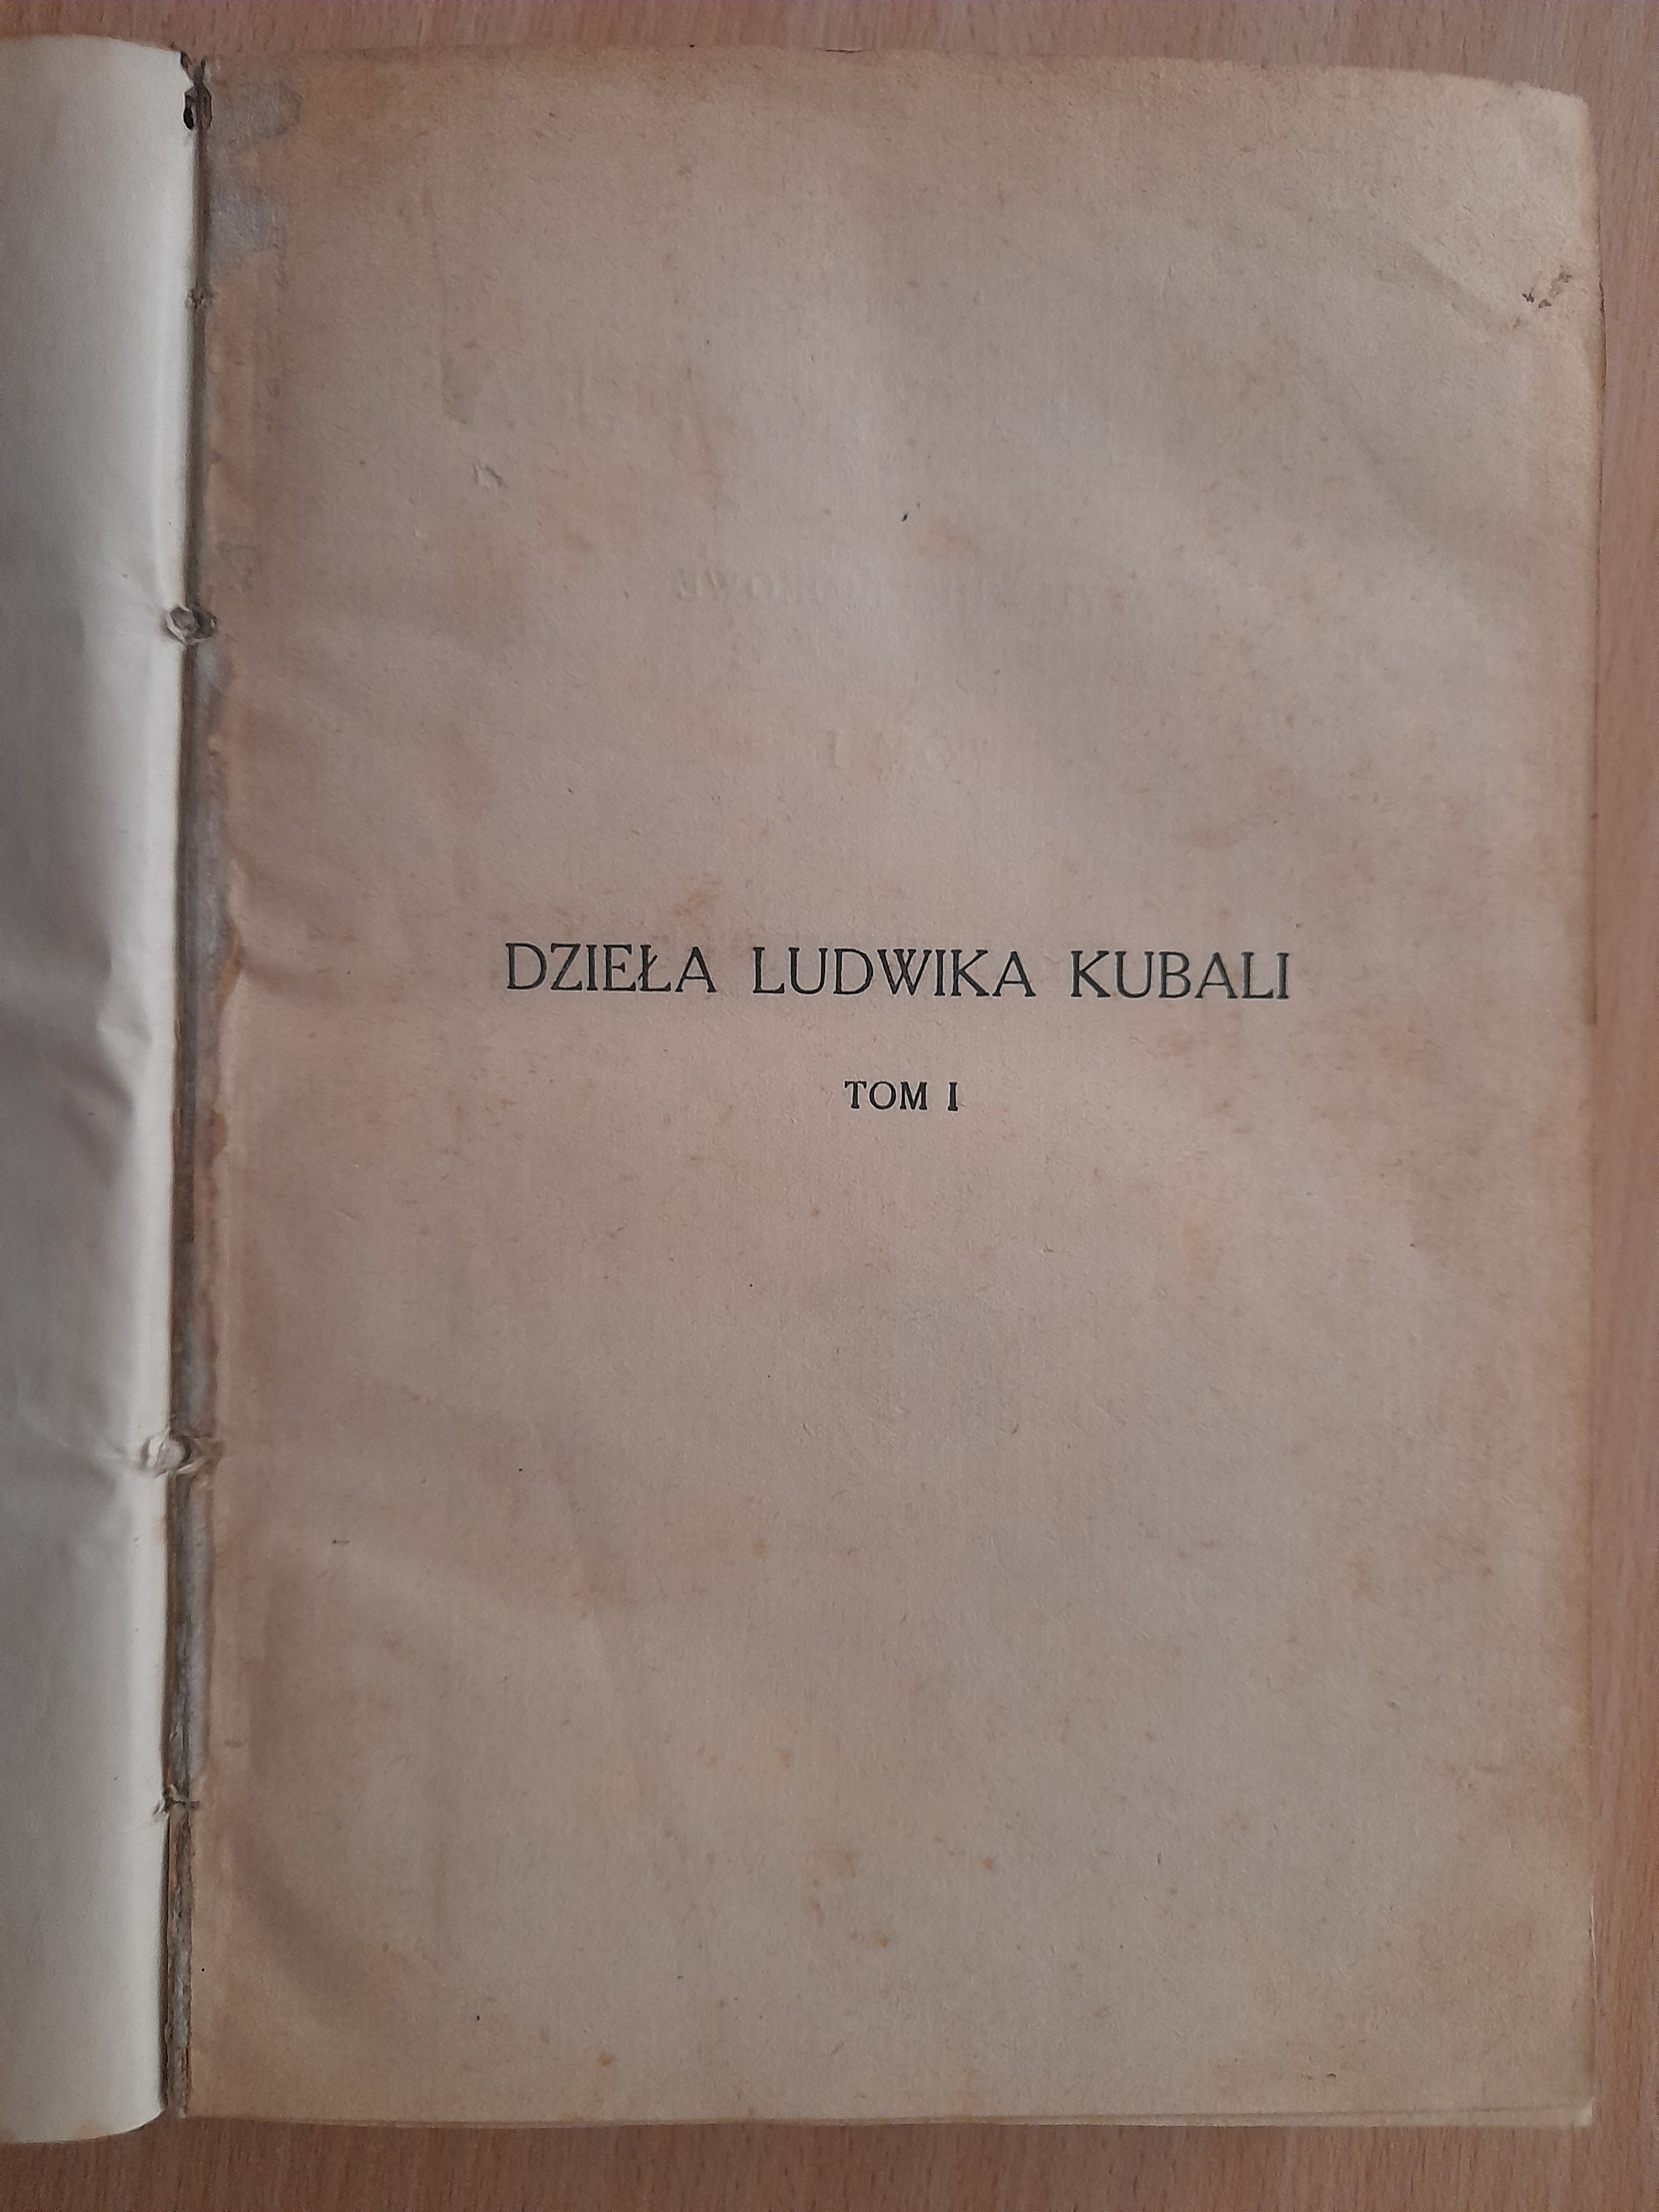 DZIEŁA LUDWIKA KUBALI
TOM I